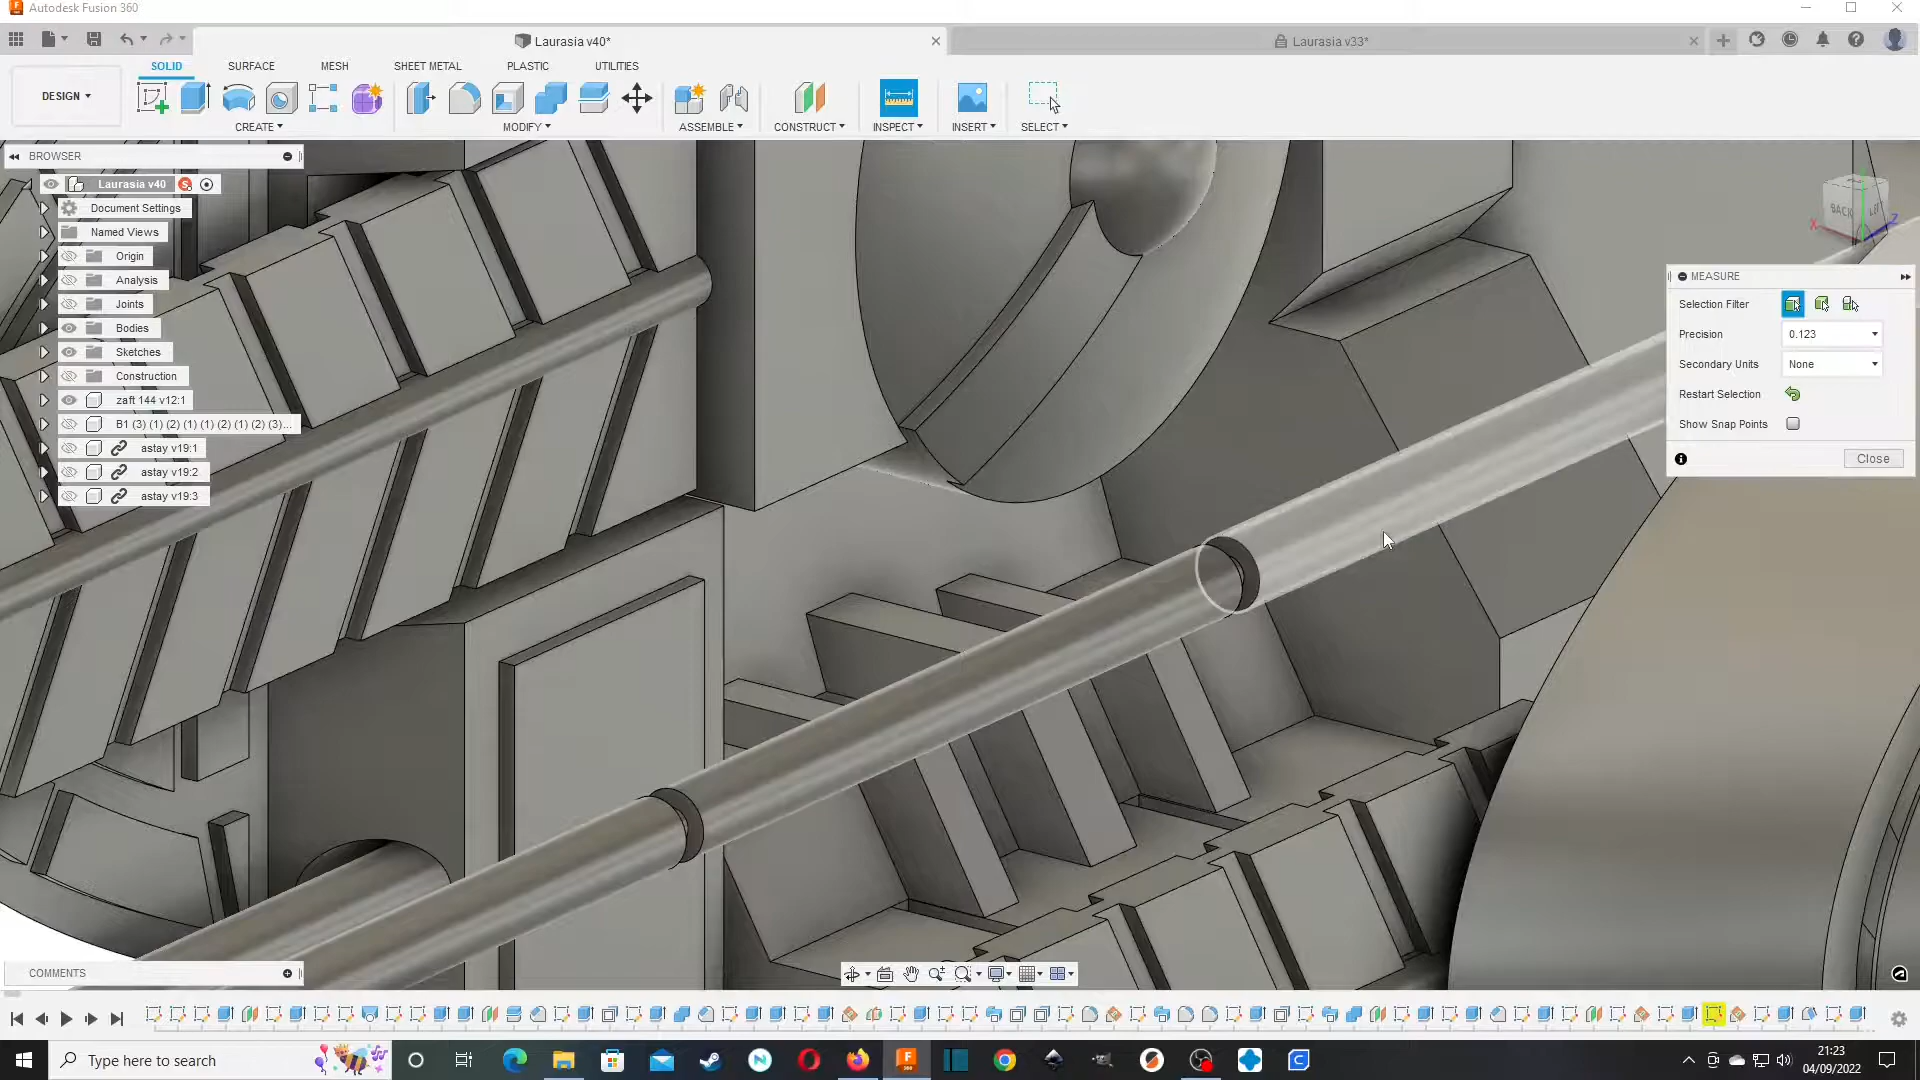 Autodesk Fusion 360
Laurasia v40*
Laurasia v33*
DESIGN
SOLID
SURFACE
MESH
SHEET METAL
PLASTIC
UTILITIES
CREATE
MODIFY
ASSEMBLE
CONSTRUCT
INSPECT
INSERT
SELECT
BROWSER
Laurasia v40
Document Settings
Named Views
Origin
Analysis
Joints
Bodies
Sketches
Construction
zaft 144 v12:1
B1 (3) (1) (2) (1) (1) (2) (1) (2) (3)...
astay v19:1
astay v19:2
astay v19:3
BACK
LEFT
X
Z
MEASURE
Selection Filter
Precision
0.123
Secondary Units
None
Restart Selection
Show Snap Points
Close
COMMENTS
Type here to search
21:23
04/09/2022